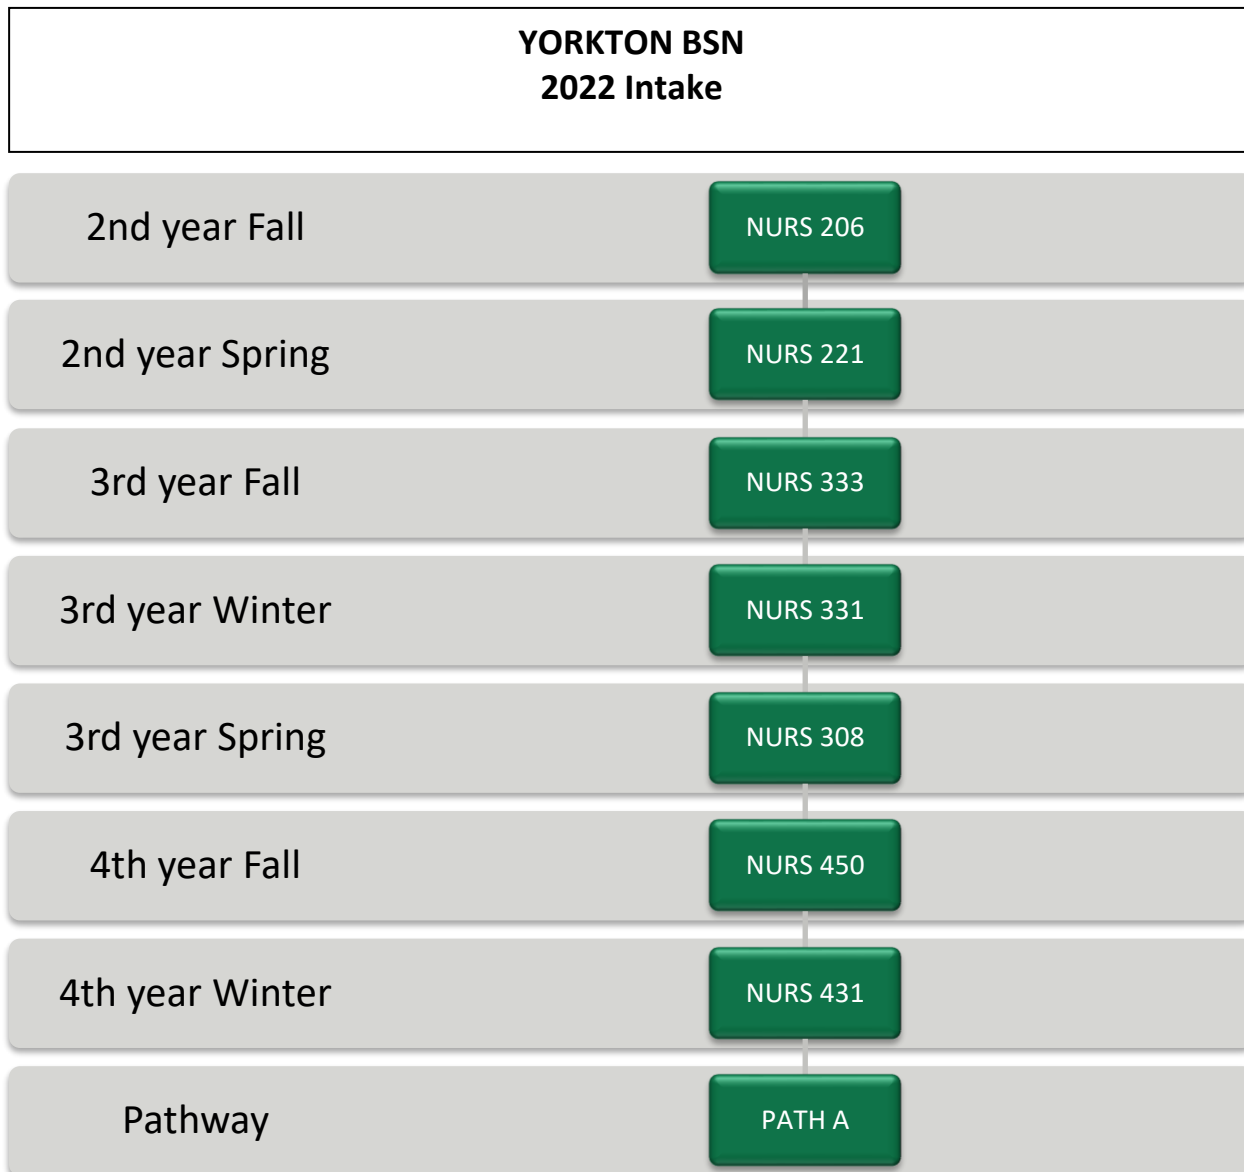 YORKTON BSN
2022 Intake
2nd year Fall
NURS 206
2nd year Spring
NURS 221
3rd year Fall
NURS 333
3rd year Winter
NURS 331
3rd year Spring
NURS 308
4th year Fall
NURS 450
4th year Winter
NURS 431
Pathway
PATH A